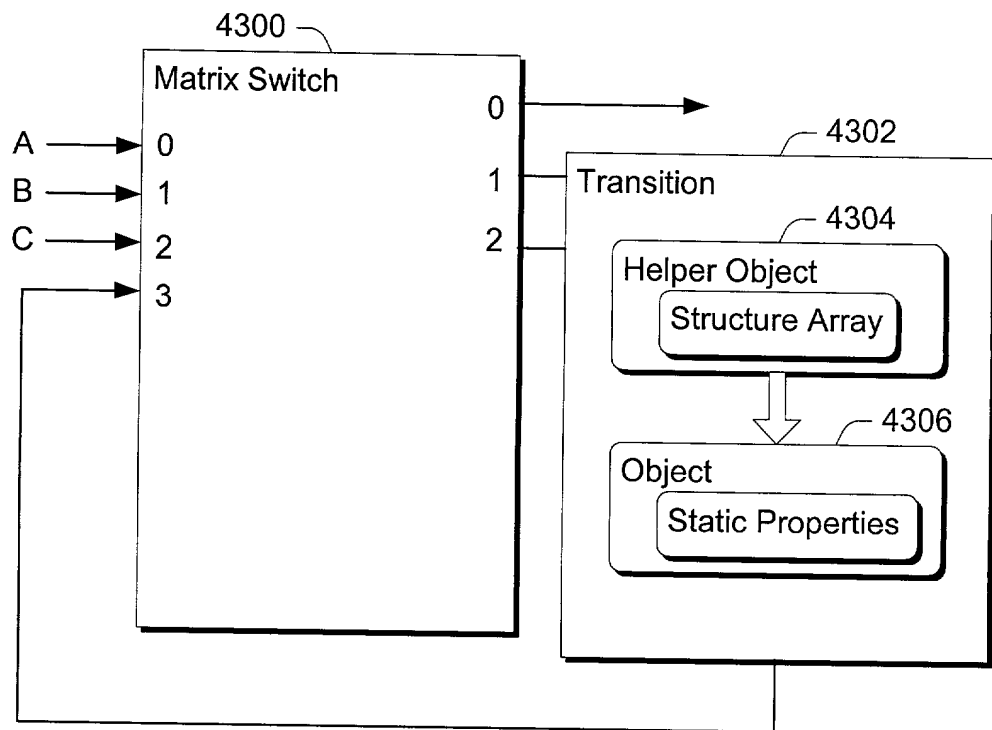 4300
Matrix Switch
0
4302
A
0
B
1
1
Transition
C
2
2
4304
3
Helper Object
Structure Array
4306
Object
Static Properties